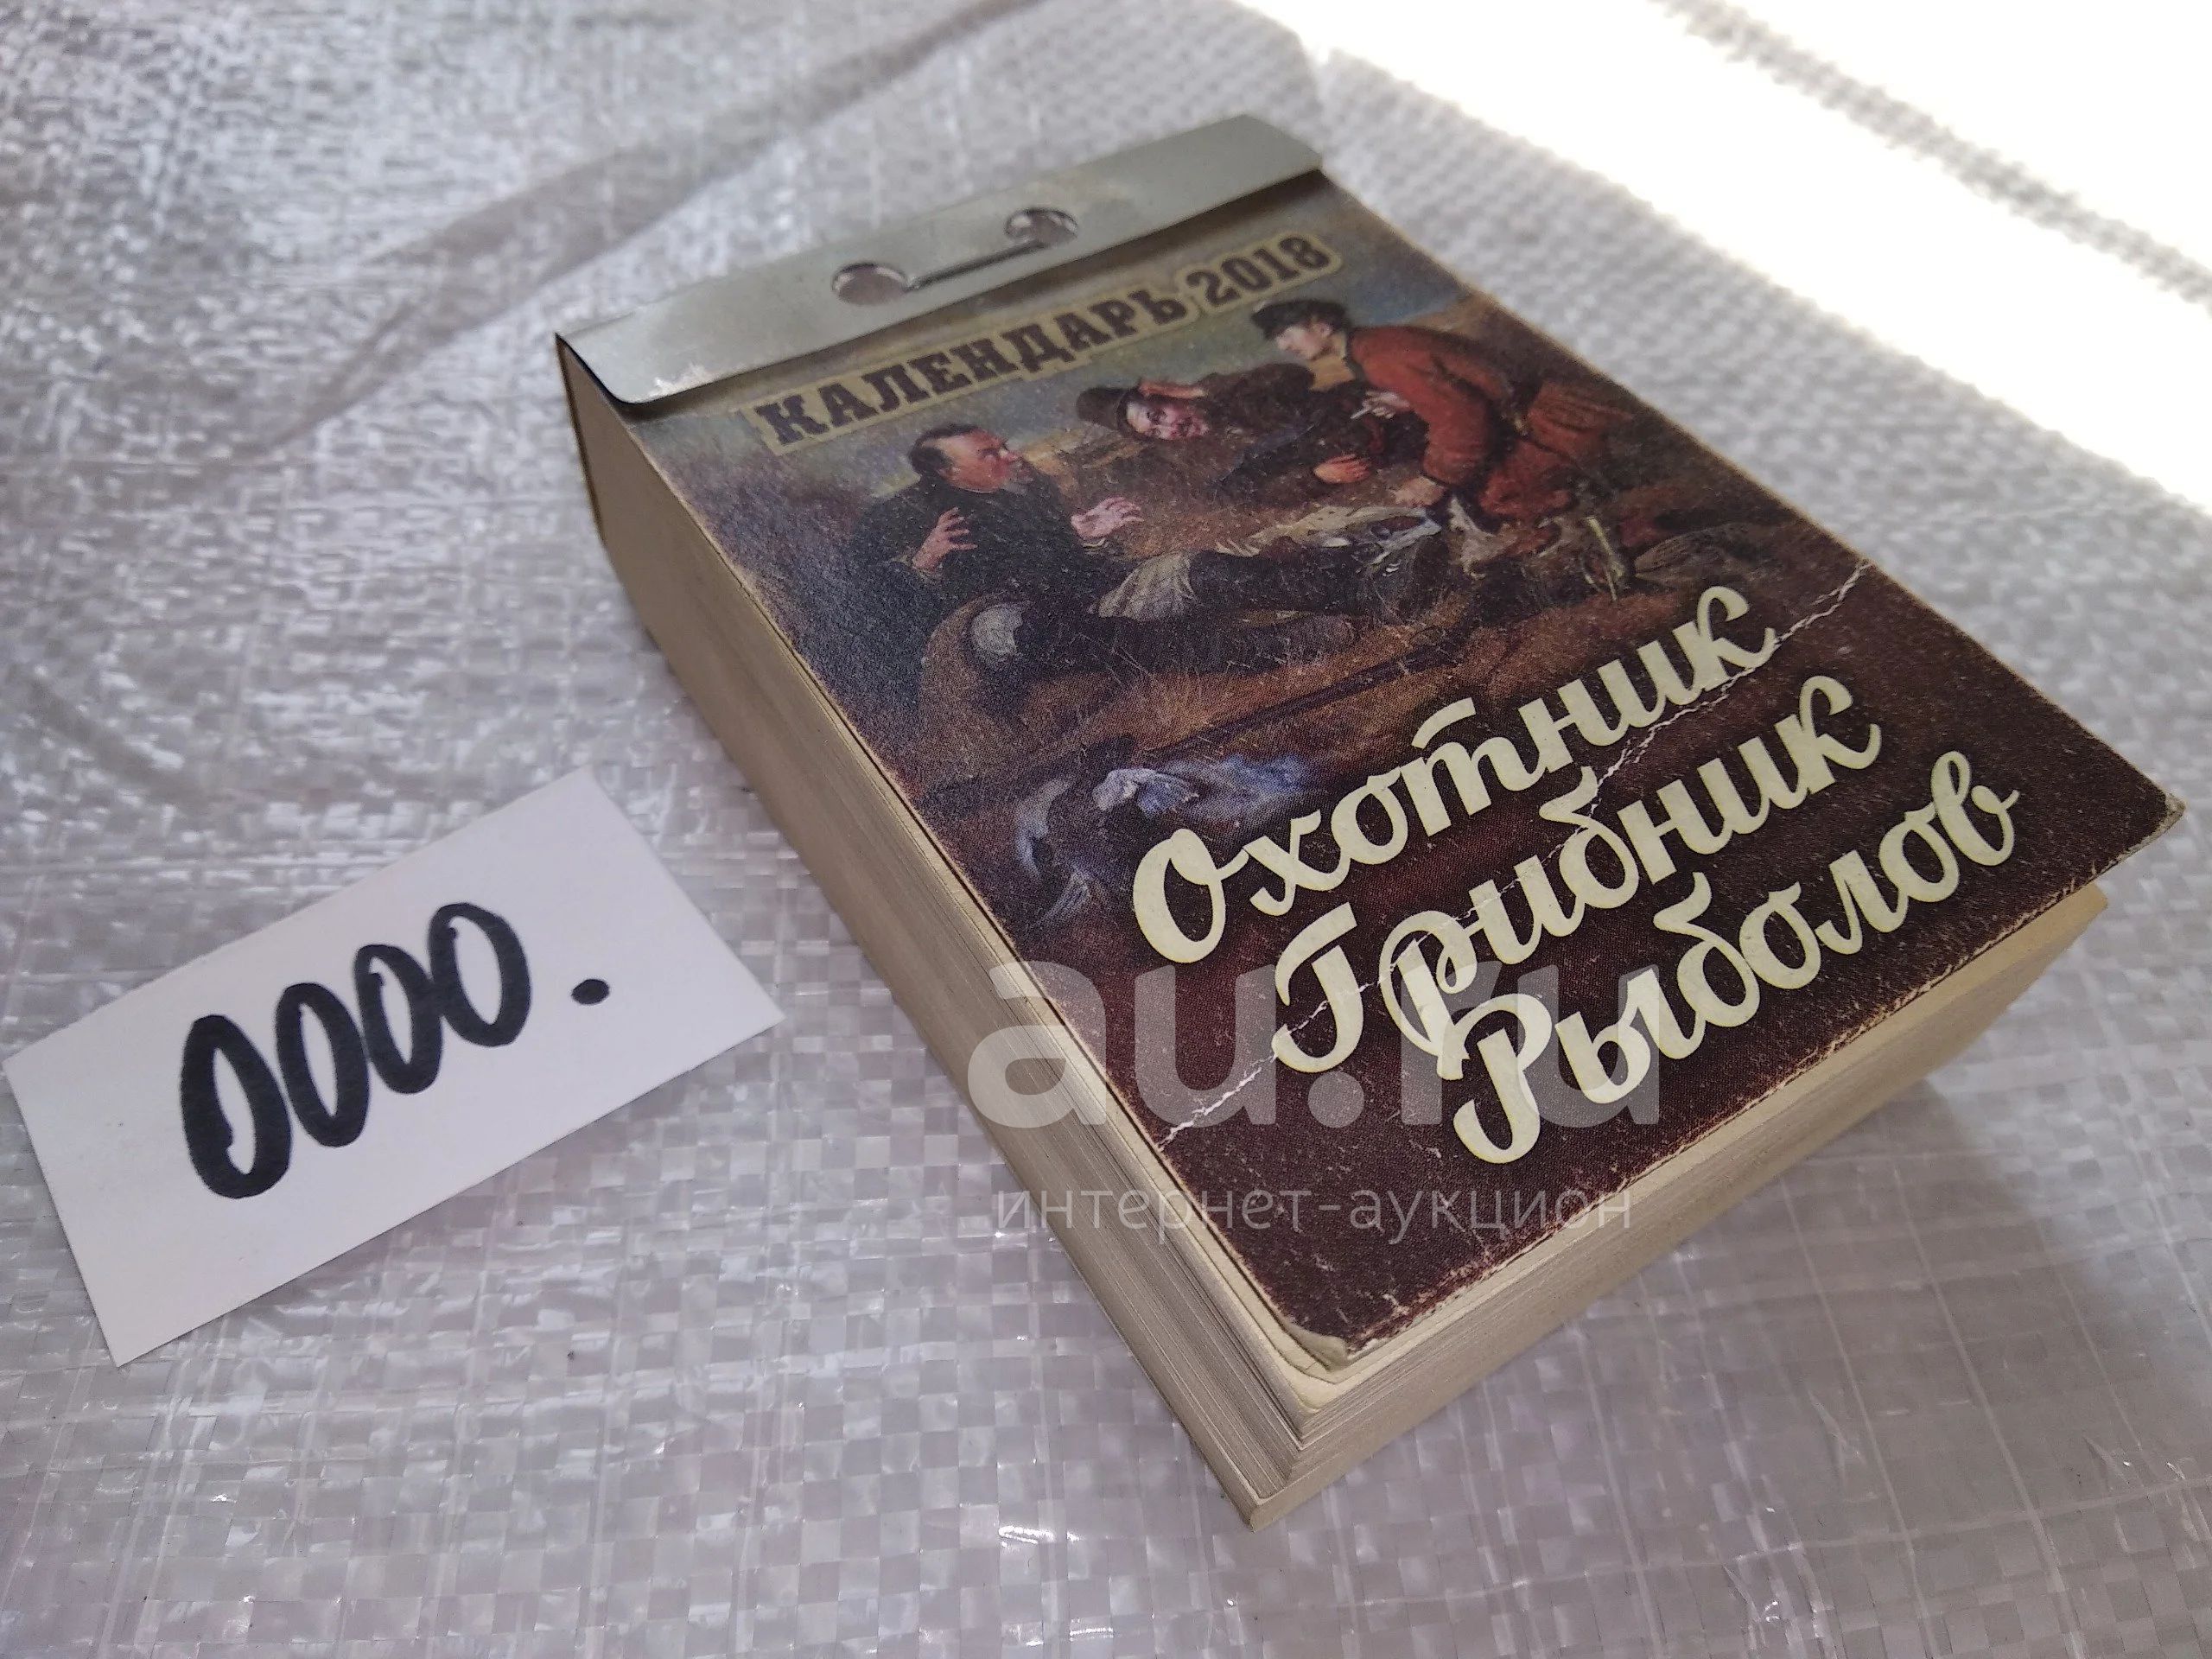 КАЛЕНДАРЬ 2018
Охотник
Грибник
Рыболов
0000.
au.ru
интернет-аукцион